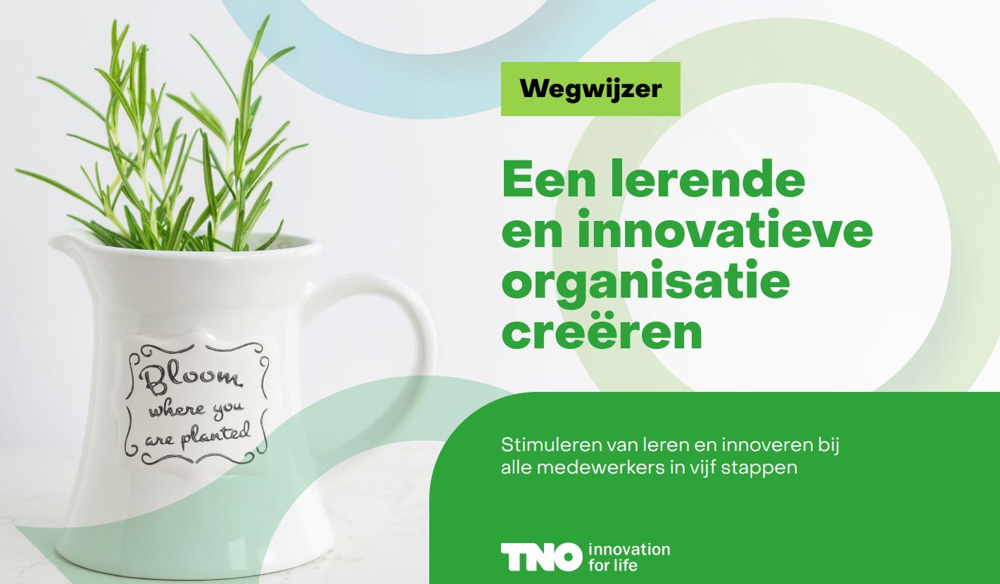 Wegwijzer
Een lerende
en innovatieve
organisatie
creëren
Bloom
where you
are planted
Stimuleren van leren en innoveren bij
alle medewerkers in vijf stappen
TNO innovation
for life